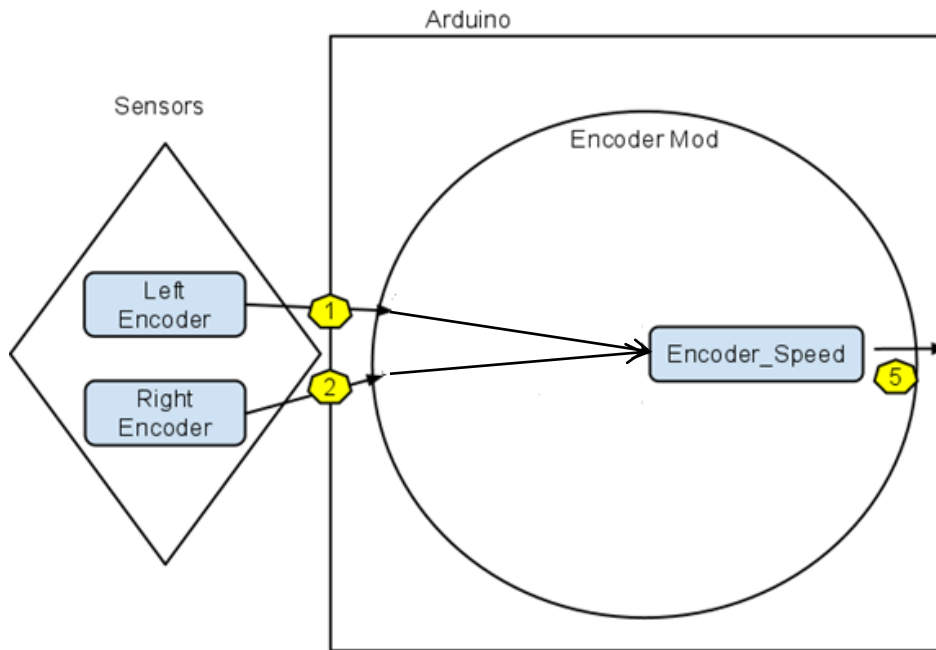 Arduino
Sensors
Encoder Mod
Left
Encoder
1
Encoder_Speed
5
2
Right
Encoder